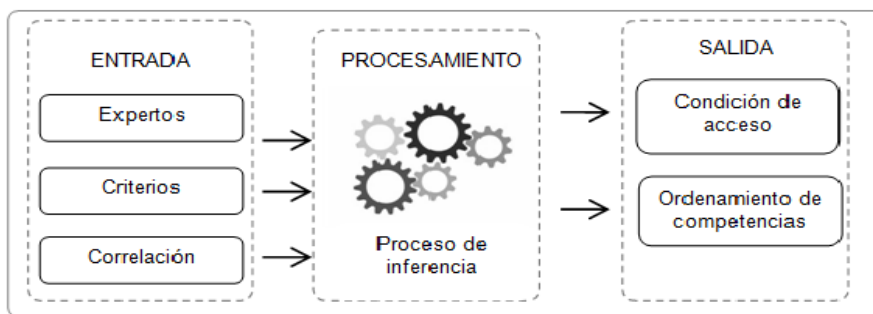 ENTRADA
Expertos
Criterios
Correlación
PROCESAMIENTO
Proceso de
inferencia
SALIDA
Condición de
acceso
Ordenamiento de
competencias